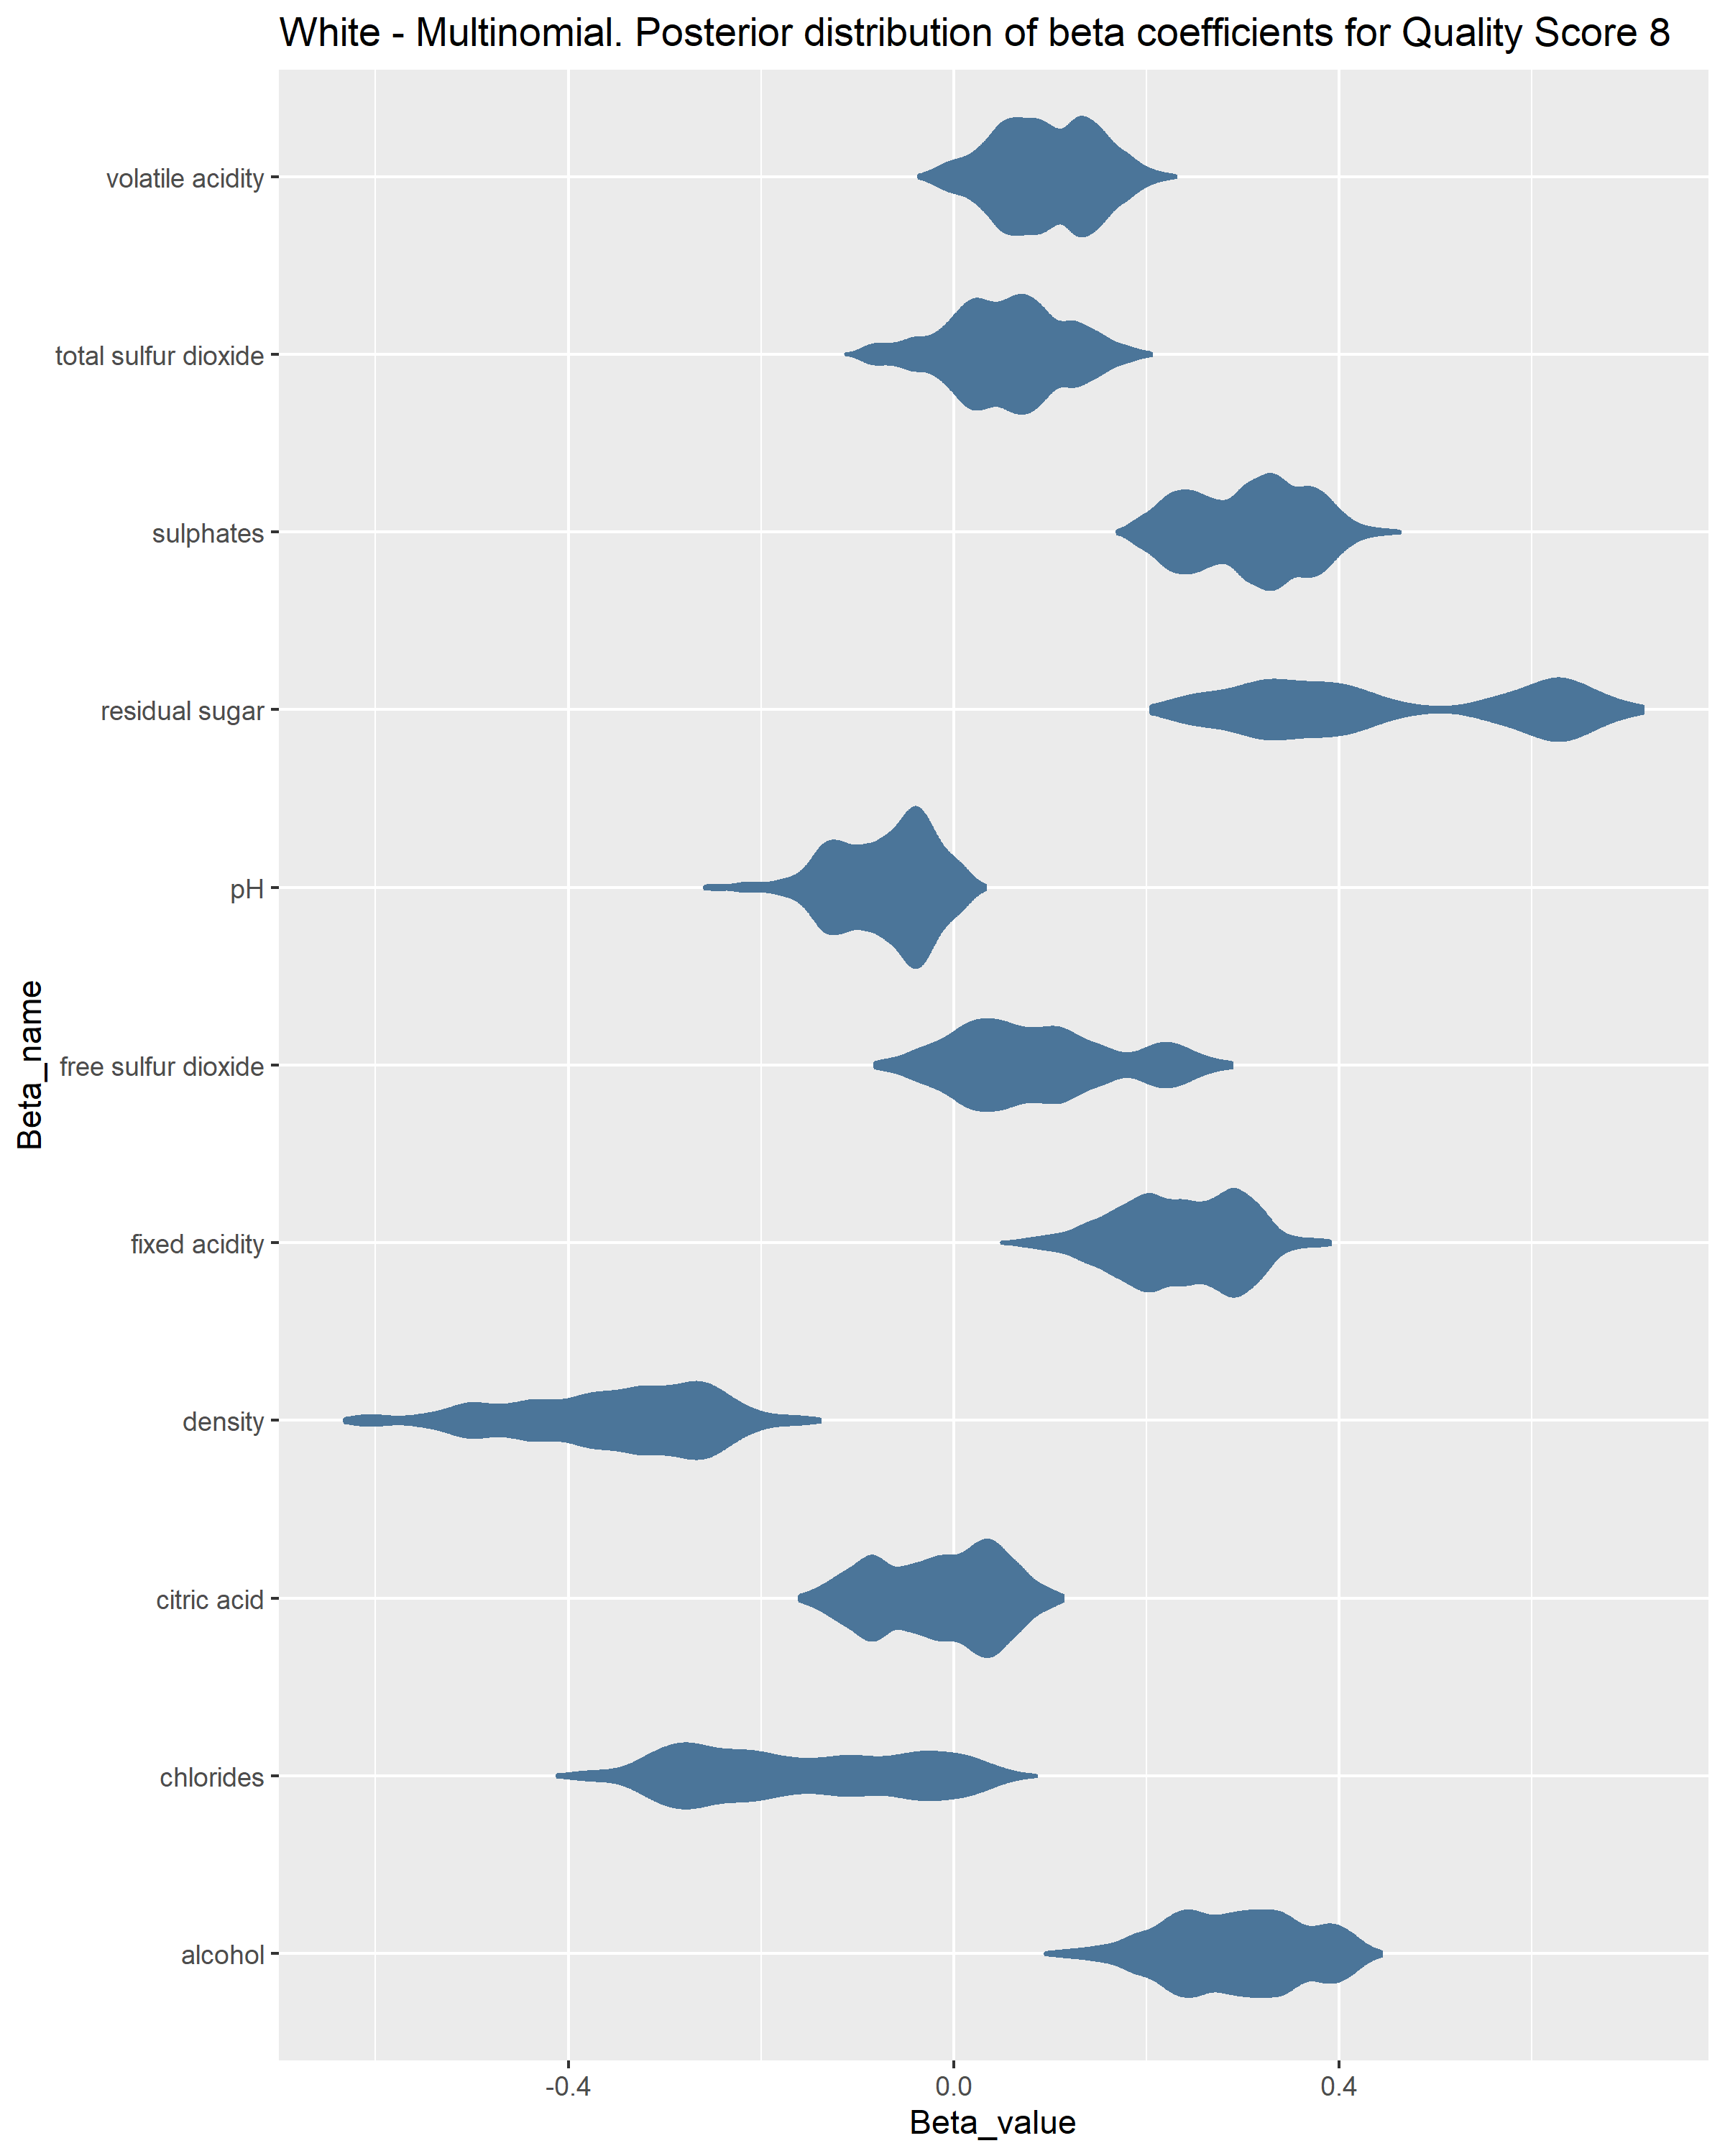 White - Multinomial. Posterior distribution of beta coefficients for Quality Score 8
volatile acidity
total sulfur dioxide
sulphates
residual sugar
pH
free sulfur dioxide
fixed acidity
density
citric acid
chlorides
alcohol
Beta_name
-0.4 0.0 0.4
Beta_value